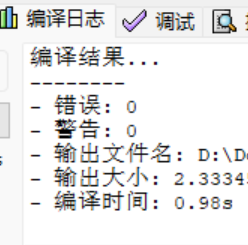 编译日志 调试
编译结果...
--------
- 错误: 0
- 警告: 0
- 输出文件名: D:\D
- 输出大小: 2.3334
- 编译时间: 0.98s